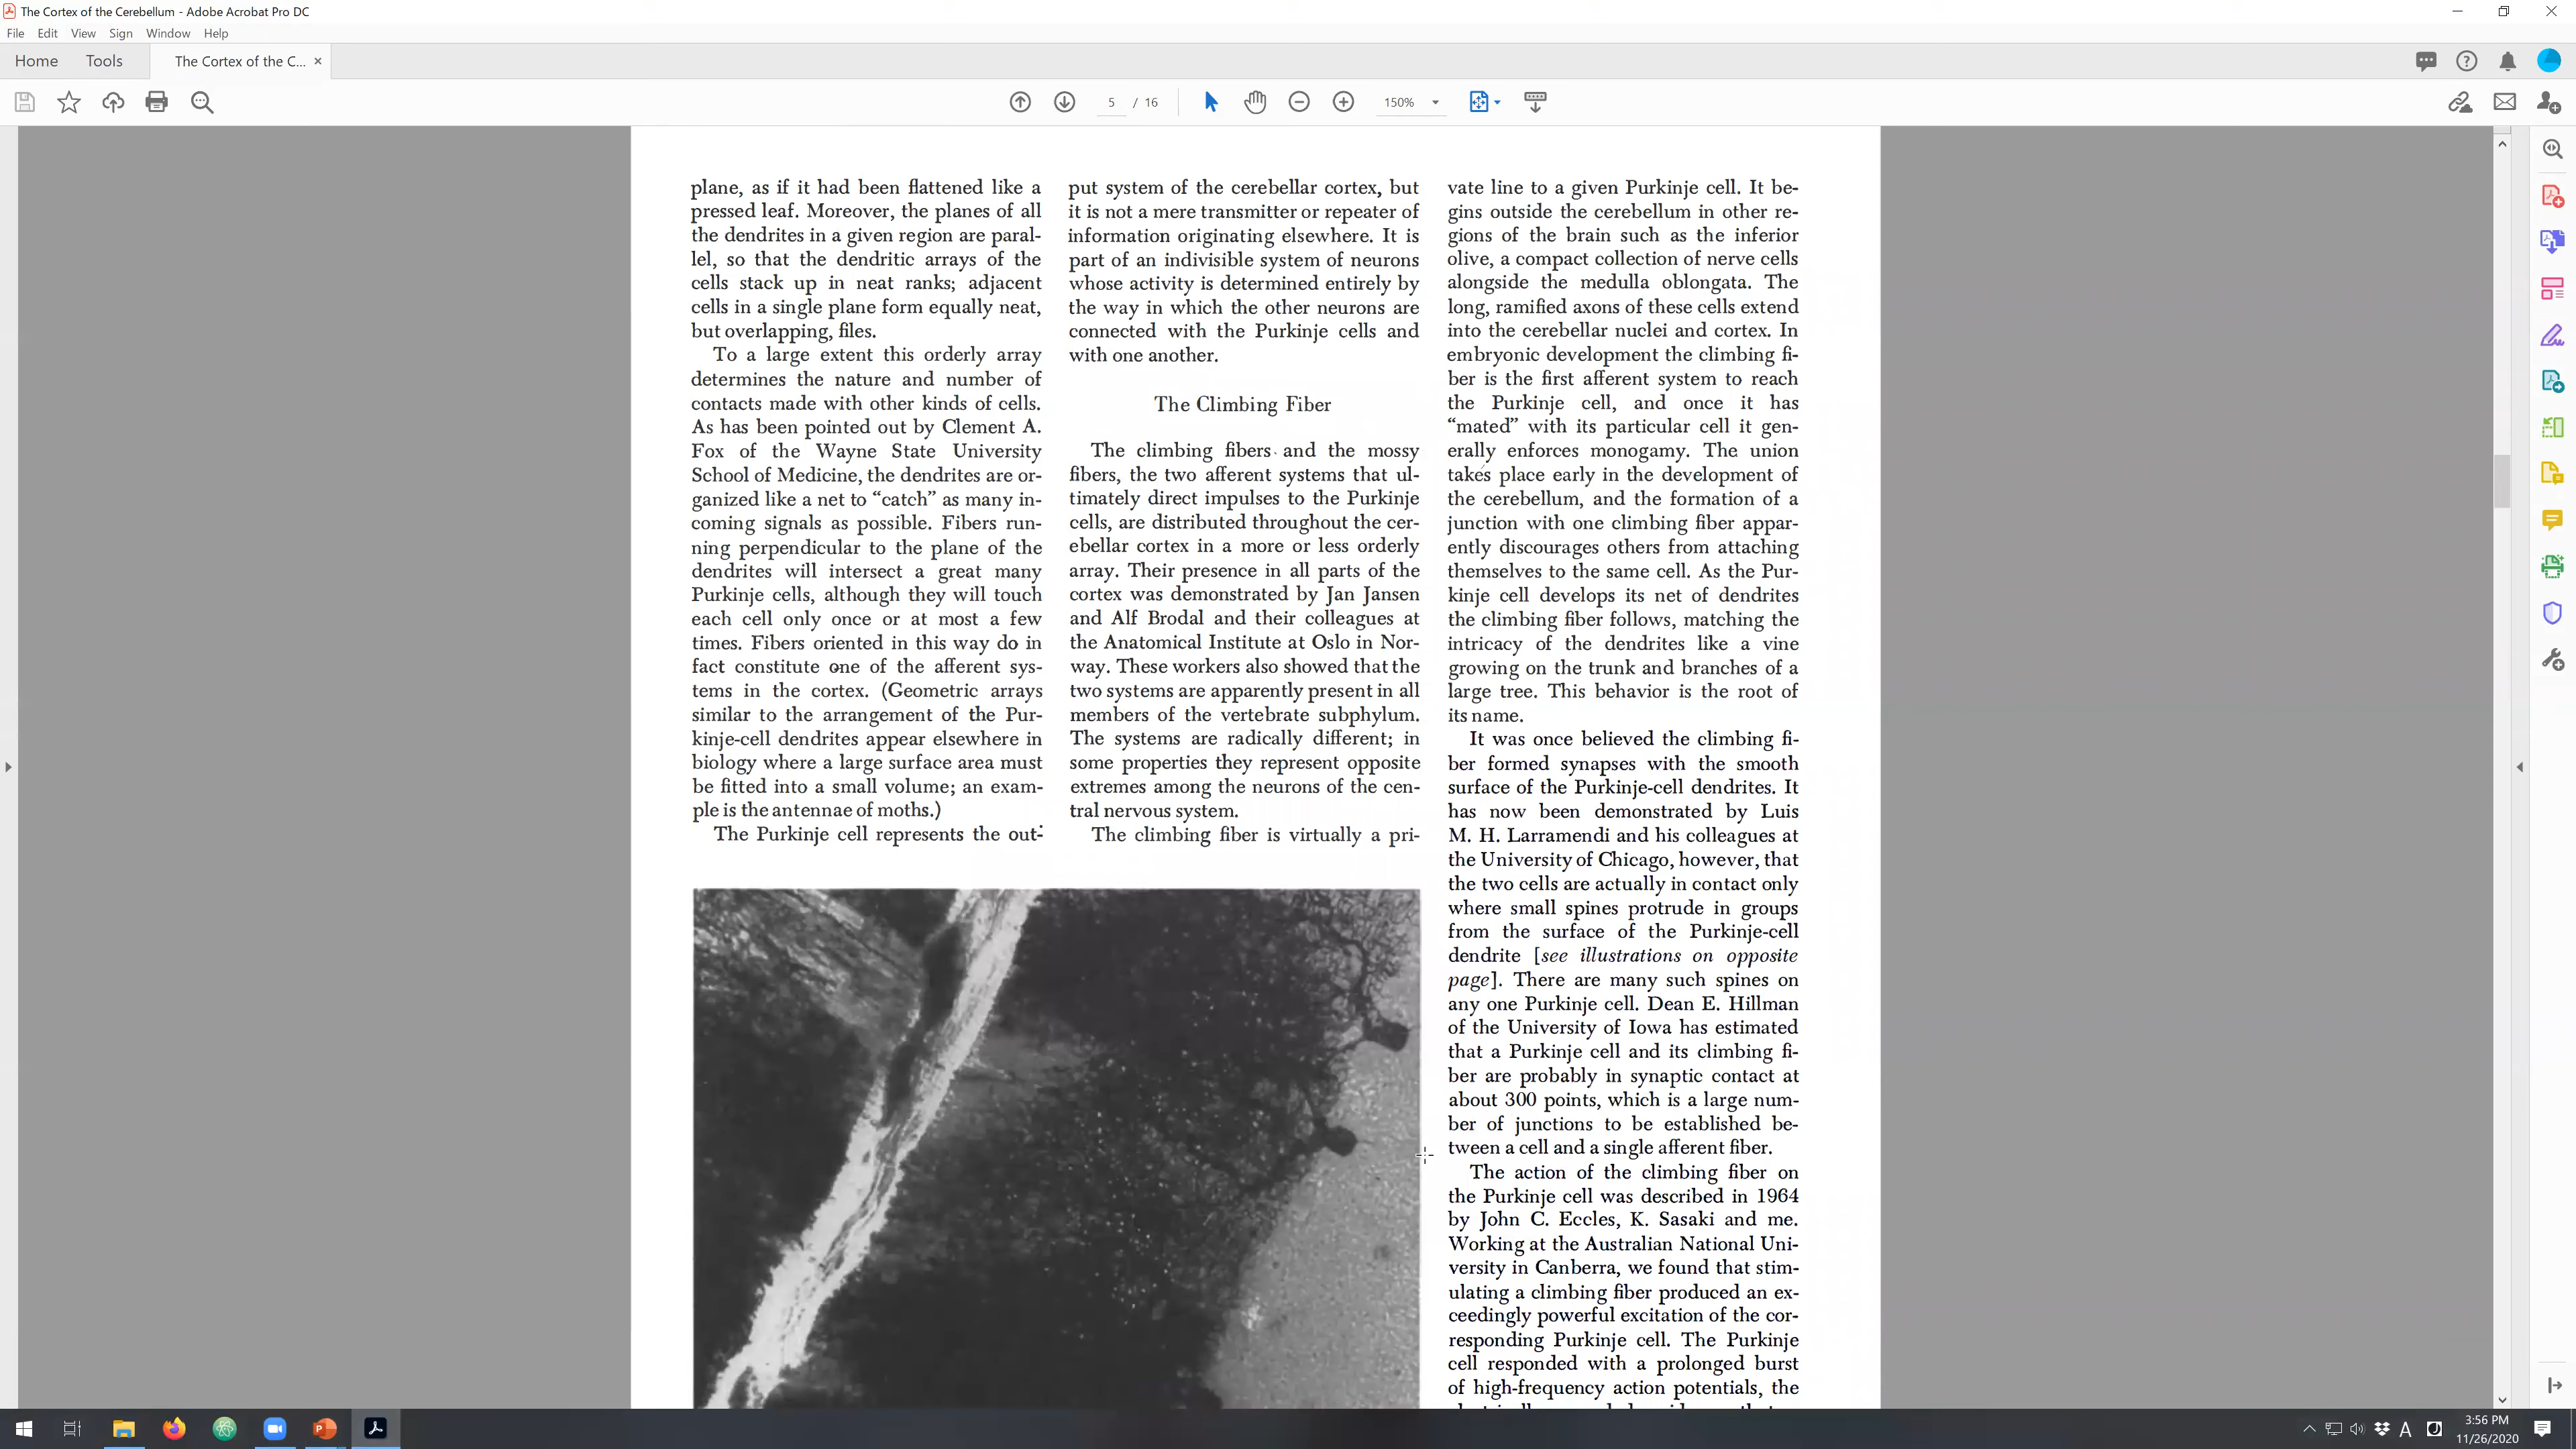 The Cortex of the Cerebellum - Adobe Acrobat Pro DC
File Edit View Sign Window Help
Home Tools The Cortex of the C...
5 / 16 150%
plane, as if it had been flattened like a
pressed leaf. Moreover, the planes of all
the dendrites in a given region are paral-
lel, so that the dendritic arrays of the
cells stack up in neat ranks; adjacent
cells in a single plane form equally neat,
but overlapping, files.
To a large extent this orderly array
determines the nature and number of
contacts made with other kinds of cells.
As has been pointed out by Clement A.
Fox of the Wayne State University
School of Medicine, the dendrites are or-
ganized like a net to “catch” as many in-
coming signals as possible. Fibers run-
ning perpendicular to the plane of the
dendrites will intersect a great many
Purkinje cells, although they will touch
each cell only once or at most a few
times. Fibers oriented in this way do in
fact constitute one of the afferent sys-
tems in the cortex. (Geometric arrays
similar to the arrangement of the Pur-
kinje-cell dendrites appear elsewhere in
biology where a large surface area must
be fitted into a small volume; an exam-
ple is the antennae of moths.)
The Purkinje cell represents the out-
put system of the cerebellar cortex, but
it is not a mere transmitter or repeater of
information originating elsewhere. It is
part of an indivisible system of neurons
whose activity is determined entirely by
the way in which the other neurons are
connected with the Purkinje cells and
with one another.
The Climbing Fiber
The climbing fibers and the mossy
fibers, the two afferent systems that ul-
timately direct impulses to the Purkinje
cells, are distributed throughout the cer-
ebellar cortex in a more or less orderly
array. Their presence in all parts of the
cortex was demonstrated by Jan Jansen
and Alf Brodal and their colleagues at
the Anatomical Institute at Oslo in Nor-
way. These workers also showed that the
two systems are apparently present in all
members of the vertebrate subphylum.
The systems are radically different; in
some properties they represent opposite
extremes among the neurons of the cen-
tral nervous system.
The climbing fiber is virtually a pri-
vate line to a given Purkinje cell. It be-
gins outside the cerebellum in other re-
gions of the brain such as the inferior
olive, a compact collection of nerve cells
alongside the medulla oblongata. The
long, ramified axons of these cells extend
into the cerebellar nuclei and cortex. In
embryonic development the climbing fi-
ber is the first afferent system to reach
the Purkinje cell, and once it has
“mated” with its particular cell it gen-
erally enforces monogamy. The union
takes place early in the development of
the cerebellum, and the formation of a
junction with one climbing fiber appar-
ently discourages others from attaching
themselves to the same cell. As the Pur-
kinje cell develops its net of dendrites
the climbing fiber follows, matching the
intricacy of the dendrites like a vine
growing on the trunk and branches of a
large tree. This behavior is the root of
its name.
It was once believed the climbing fi-
ber formed synapses with the smooth
surface of the Purkinje-cell dendrites. It
has now been demonstrated by Luis
M. H. Larramendi and his colleagues at
the University of Chicago, however, that
the two cells are actually in contact only
where small spines protrude in groups
from the surface of the Purkinje-cell
dendrite [see illustrations on opposite
page]. There are many such spines on
any one Purkinje cell. Dean E. Hillman
of the University of Iowa has estimated
that a Purkinje cell and its climbing fi-
ber are probably in synaptic contact at
about 300 points, which is a large num-
ber of junctions to be established be-
tween a cell and a single afferent fiber.
The action of the climbing fiber on
the Purkinje cell was described in 1964
by John C. Eccles, K. Sasaki and me.
Working at the Australian National Uni-
versity in Canberra, we found that stim-
ulating a climbing fiber produced an ex-
ceedingly powerful excitation of the cor-
responding Purkinje cell. The Purkinje
cell responded with a prolonged burst
of high-frequency action potentials, the
3:56 PM
11/26/2020